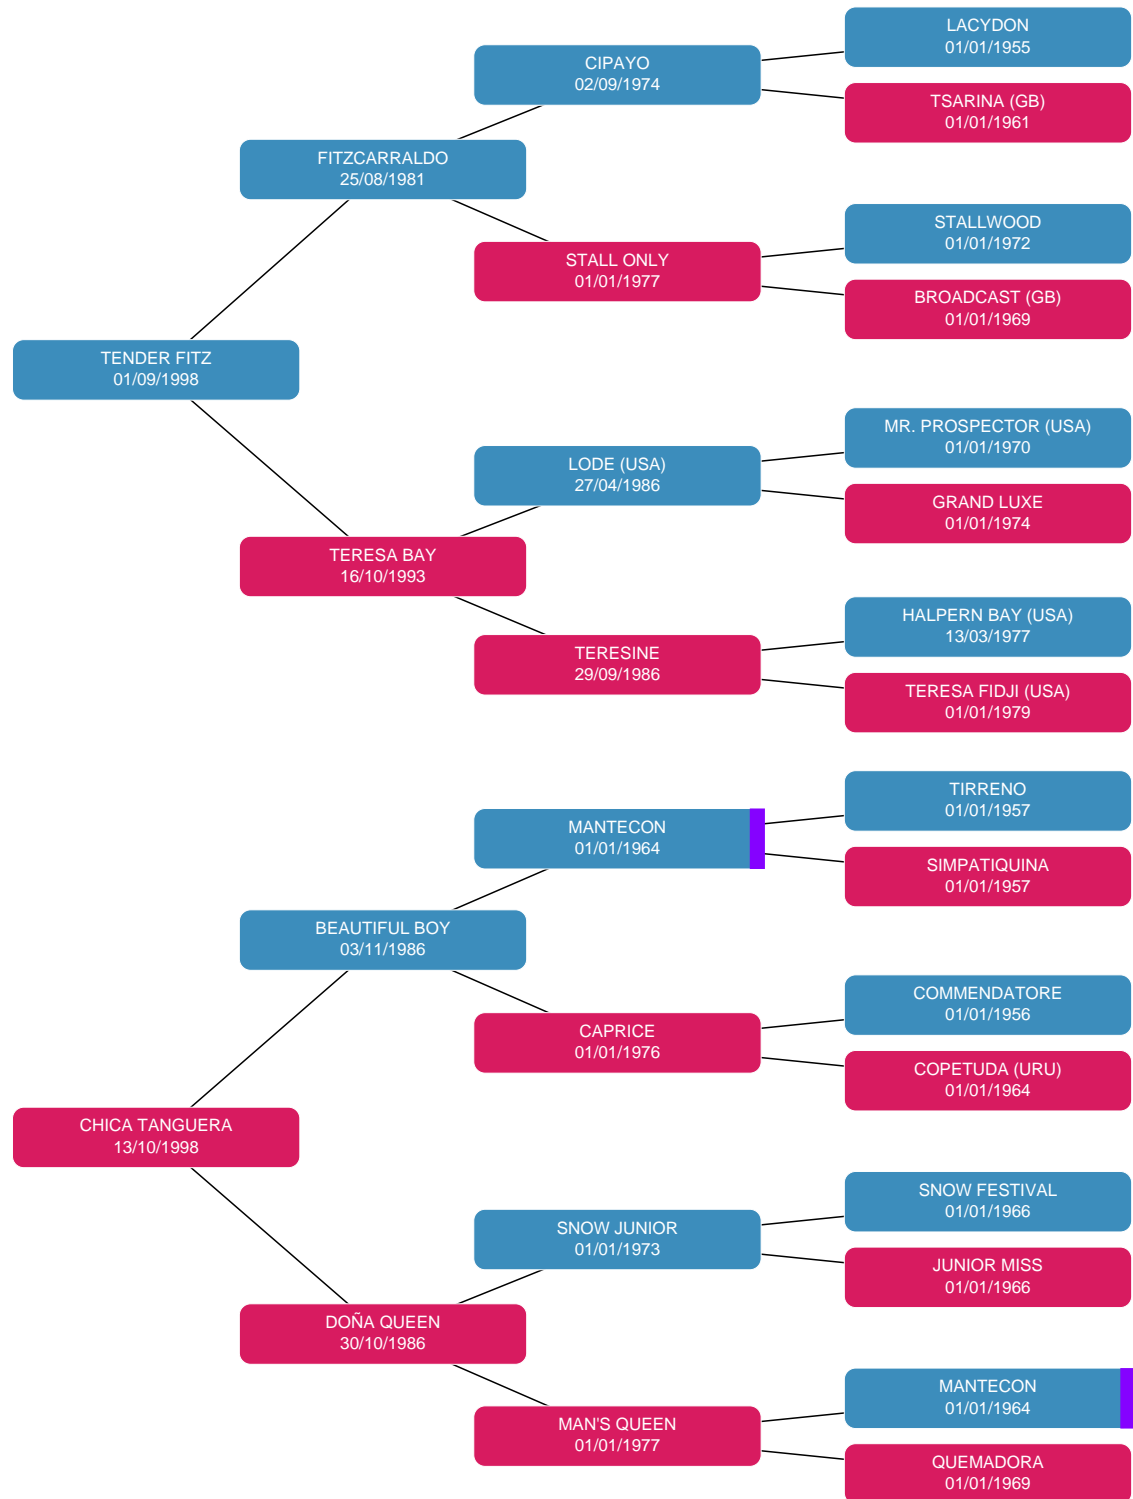 LACYDON
01/01/1955
CIPAYO
02/09/1974
TSARINA (GB)
01/01/1961
FITZCARRALDO
25/08/1981
STALLWOOD
01/01/1972
STALL ONLY
01/01/1977
BROADCAST (GB)
01/01/1969
TENDER FITZ
01/09/1998
MR. PROSPECTOR (USA)
01/01/1970
LODE (USA)
27/04/1986
GRAND LUXE
01/01/1974
TERESA BAY
16/10/1993
HALPERN BAY (USA)
13/03/1977
TERESINE
29/09/1986
TERESA FIDJI (USA)
01/01/1979
TIRRENO
01/01/1957
MANTECON
01/01/1964
SIMPATIQUINA
01/01/1957
BEAUTIFUL BOY
03/11/1986
COMMENDATORE
01/01/1956
CAPRICE
01/01/1976
COPETUDA (URU)
01/01/1964
CHICA TANGUERA
13/10/1998
SNOW FESTIVAL
01/01/1966
SNOW JUNIOR
01/01/1973
JUNIOR MISS
01/01/1966
DOÑA QUEEN
30/10/1986
MANTECON
01/01/1964
MAN'S QUEEN
01/01/1977
QUEMADORA
01/01/1969